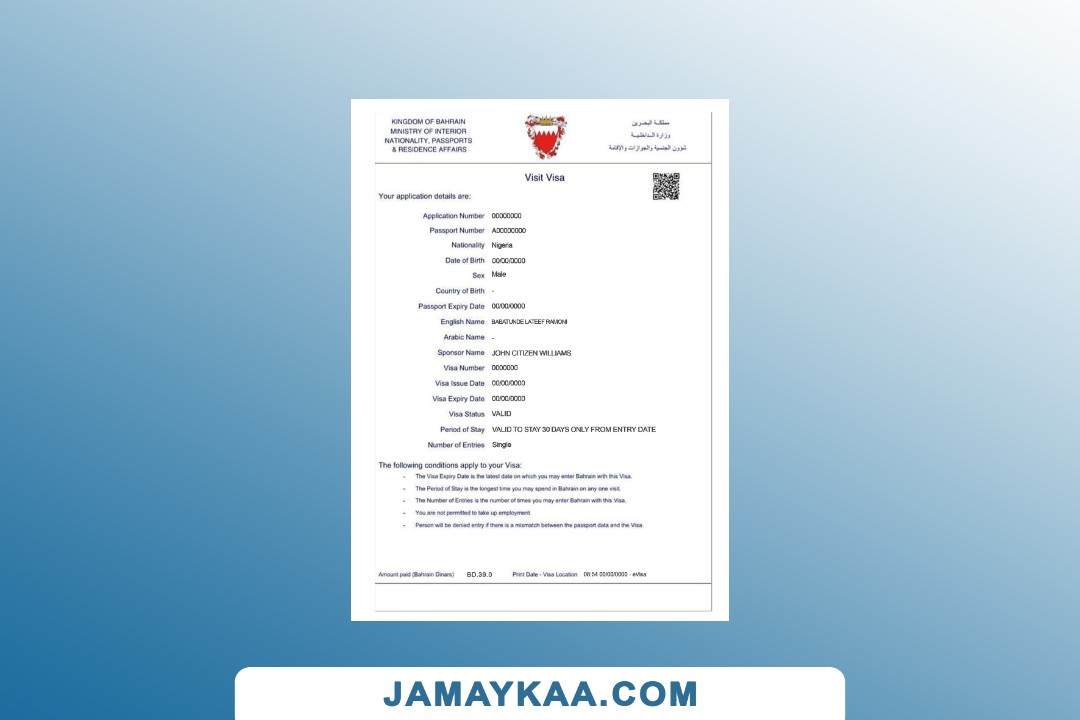 KINGDOM OF BAHRAIN
MINISTRY OF INTERIOR
NATIONALITY, PASSPORTS
& RESIDENCE AFFAIRS
مملكـة البحـرين
وزارة الـداخليـة
شؤون الجنسية والجوازات والإقامة
Visit Visa
Your application details are:
Application Number 00000000
Passport Number A00000000
Nationality Nigeria
Date of Birth 00/00/0000
Sex Male
Country of Birth -
Passport Expiry Date 00/00/0000
English Name BABATUNDE LATEEF RAMONI
Arabic Name -
Sponsor Name JOHN CITIZEN WILLIAMS
Visa Number 0000000
Visa Issue Date 00/00/0000
Visa Expiry Date 00/00/0000
Visa Status VALID
Period of Stay VALID TO STAY 30 DAYS ONLY FROM ENTRY DATE
Number of Entries Single
The following conditions apply to your Visa:
- The Visa Expiry Date is the latest date on which you may enter Bahrain with this Visa.
- The Period of Stay is the longest time you may spend in Bahrain on any one visit.
- The Number of Entries is the number of times you may enter Bahrain with this Visa.
- You are not permitted to take up employment.
- Person will be denied entry if there is a mismatch between the passport data and the Visa.
Amount paid (Bahrain Dinars) BD.39.0 Print Date - Visa Location 08:54 00/00/0000 - eVisa
JAMAYKAA.COM